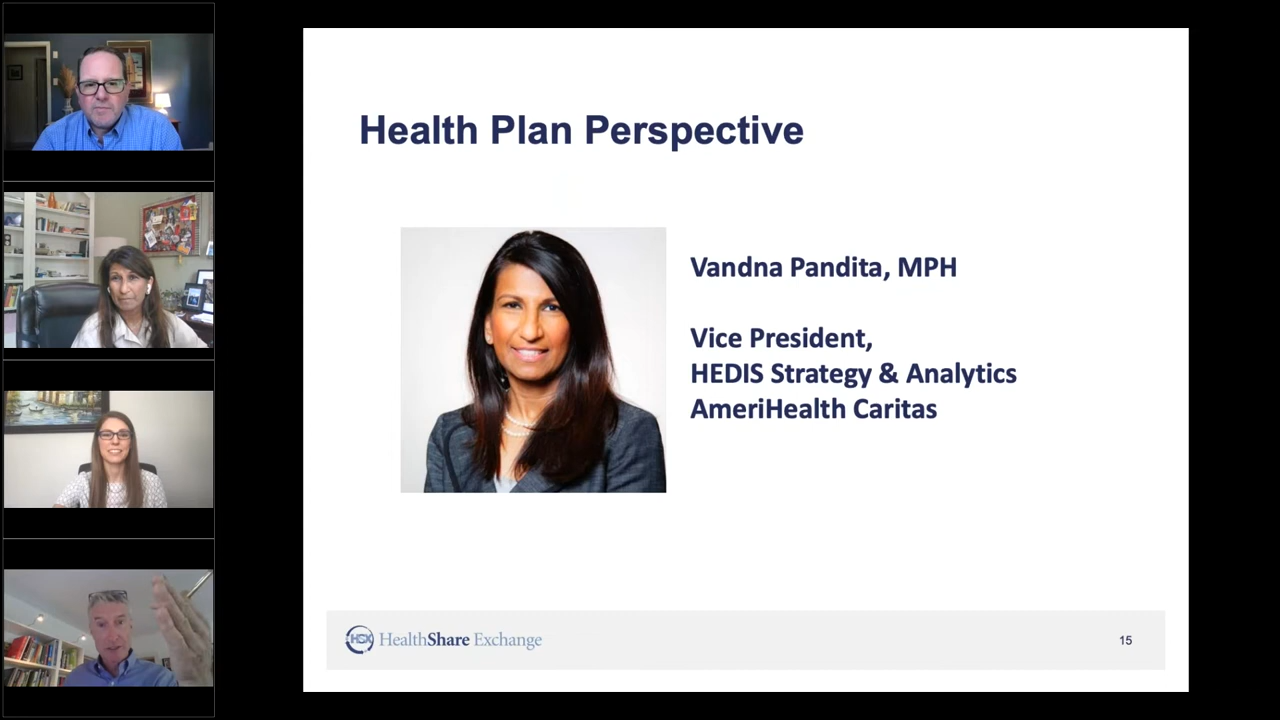 Health Plan Perspective
Vandna Pandita, MPH
Vice President,
HEDIS Strategy & Analytics
AmeriHealth Caritas
HSX HealthShare Exchange
15